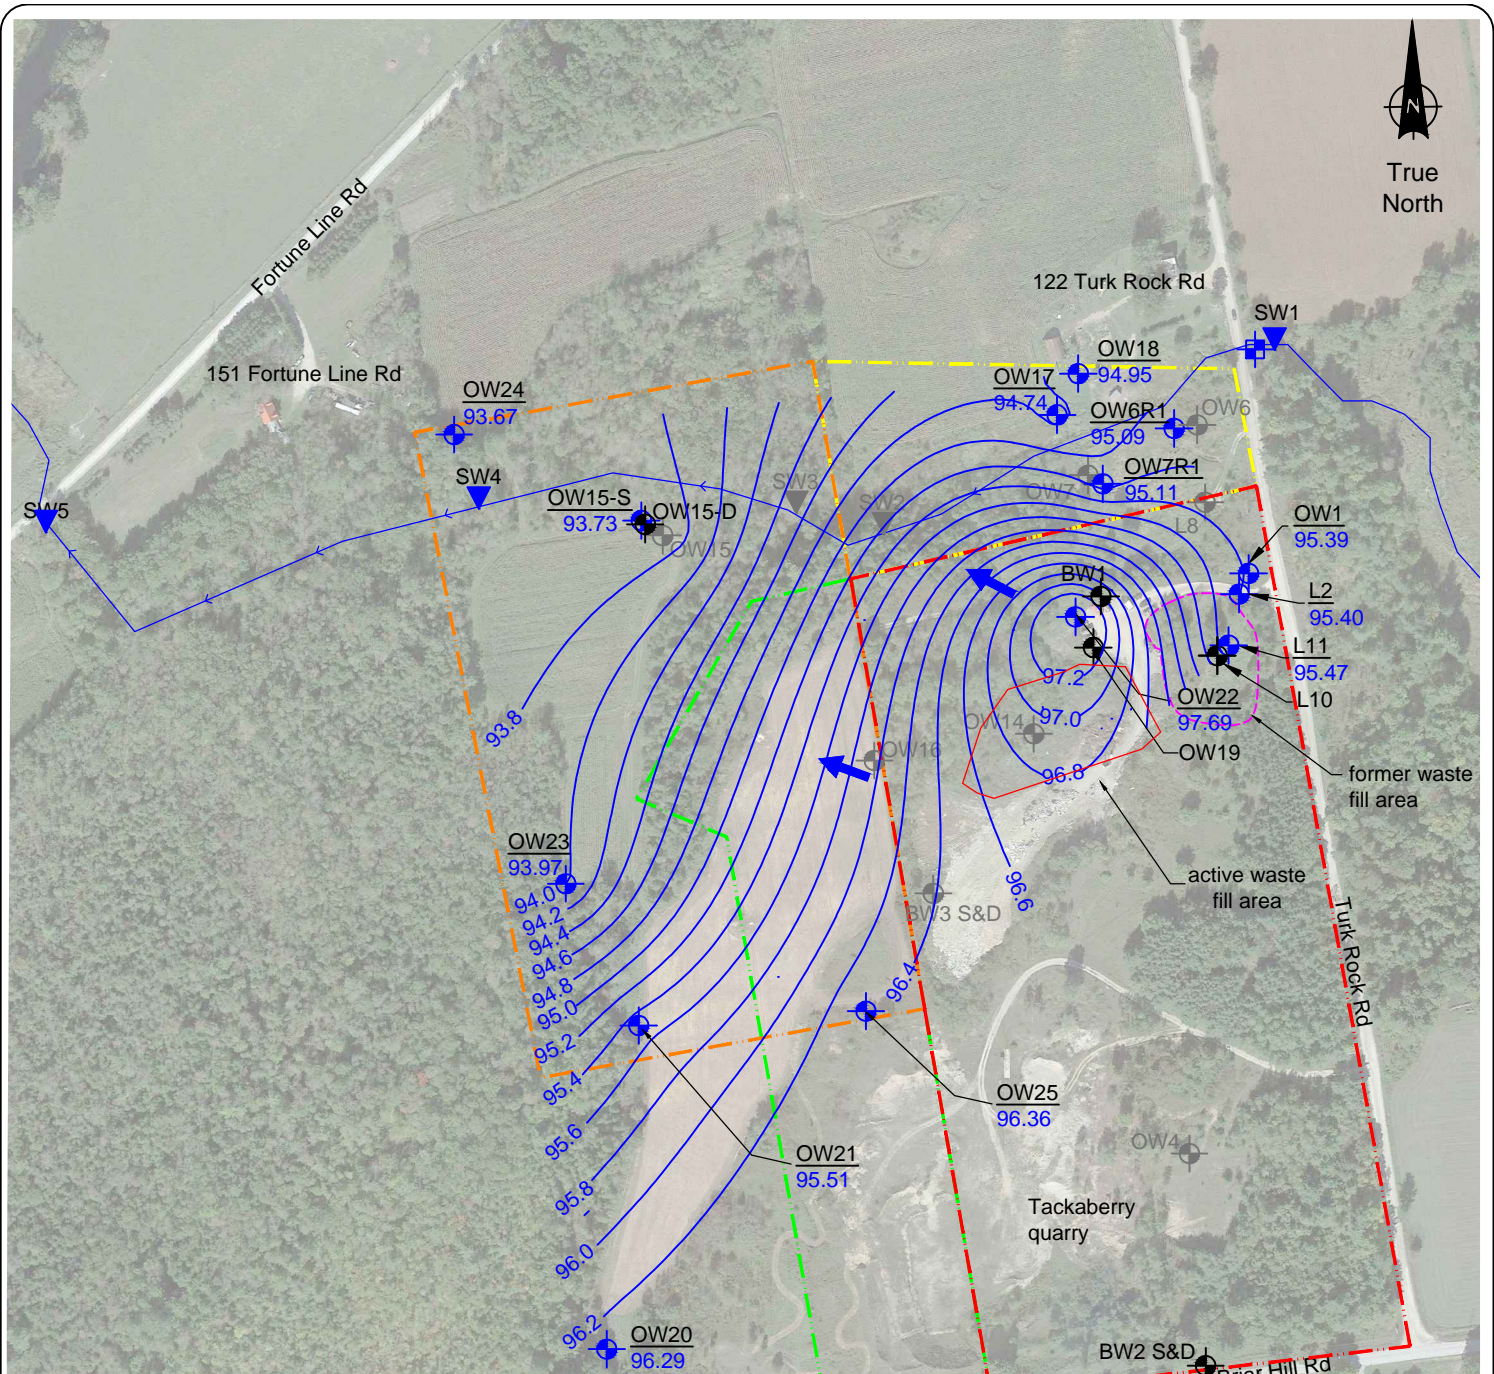 N
True
North
Fortune Line Rd
122 Turk Rock Rd
SW1
151 Fortune Line Rd
OW24
93.67
OW18
94.95
OW17
94.74
OW6R1
95.09
OW6
SW4
SW5
SW3
SW2
OW7
OW7R1
95.11
L8
OW15-S
93.73
OW15-D
OW15
OW1
95.39
BW1
L2
95.40
L11
95.47
L10
97.2
97.0
96.8
OW22
97.69
OW19
OW14
OW16
93.8
former waste
fill area
active waste
fill area
OW23
93.97
94.0
94.2
94.4
94.6
94.8
95.0
95.2
95.4
95.6
95.8
96.0
96.2
96.4
96.6
BW3 S&D
Turk Rock Rd
OW25
96.36
OW21
95.51
OW4
Tackaberry
quarry
OW20
96.29
BW2 S&D
Briar Hill Rd